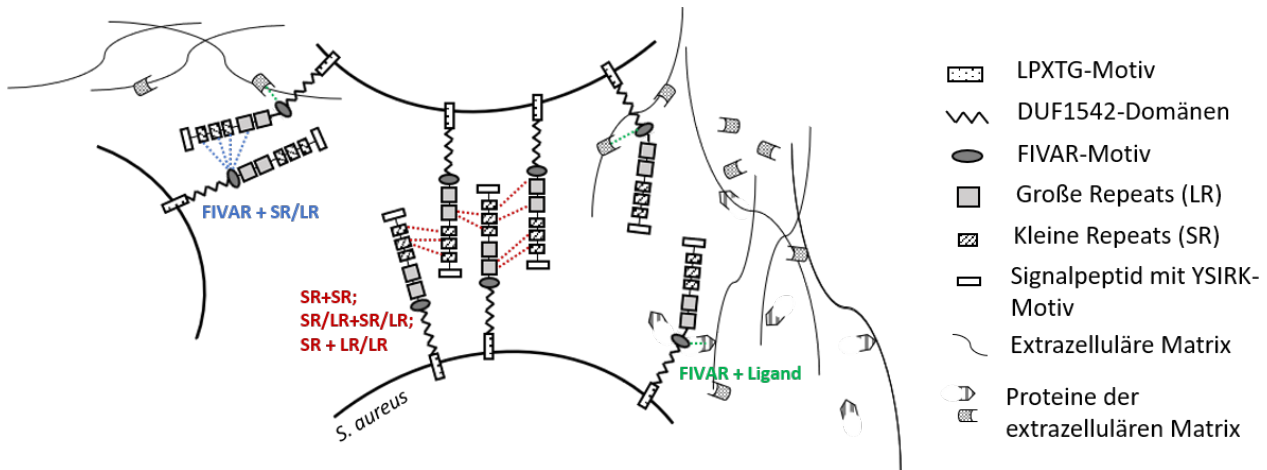 FIVAR + SR/LR
SR+SR;
SR/LR+SR/LR;
SR + LR/LR
S. aureus
FIVAR + Ligand
LPXTG-Motiv
DUF1542-Domänen
FIVAR-Motiv
Große Repeats (LR)
Kleine Repeats (SR)
Signalpeptid mit YSIRK-
Motiv
Extrazelluläre Matrix
Proteine der
extrazellulären Matrix